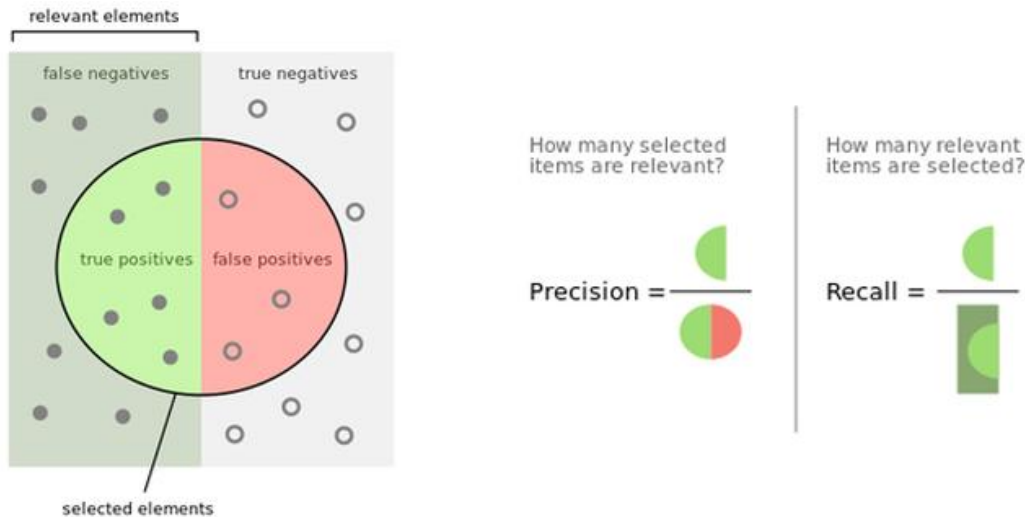 relevant elements
false negatives
true negatives
true positives
false positives
selected elements
How many selected
items are relevant?
Precision =
How many relevant
items are selected?
Recall =